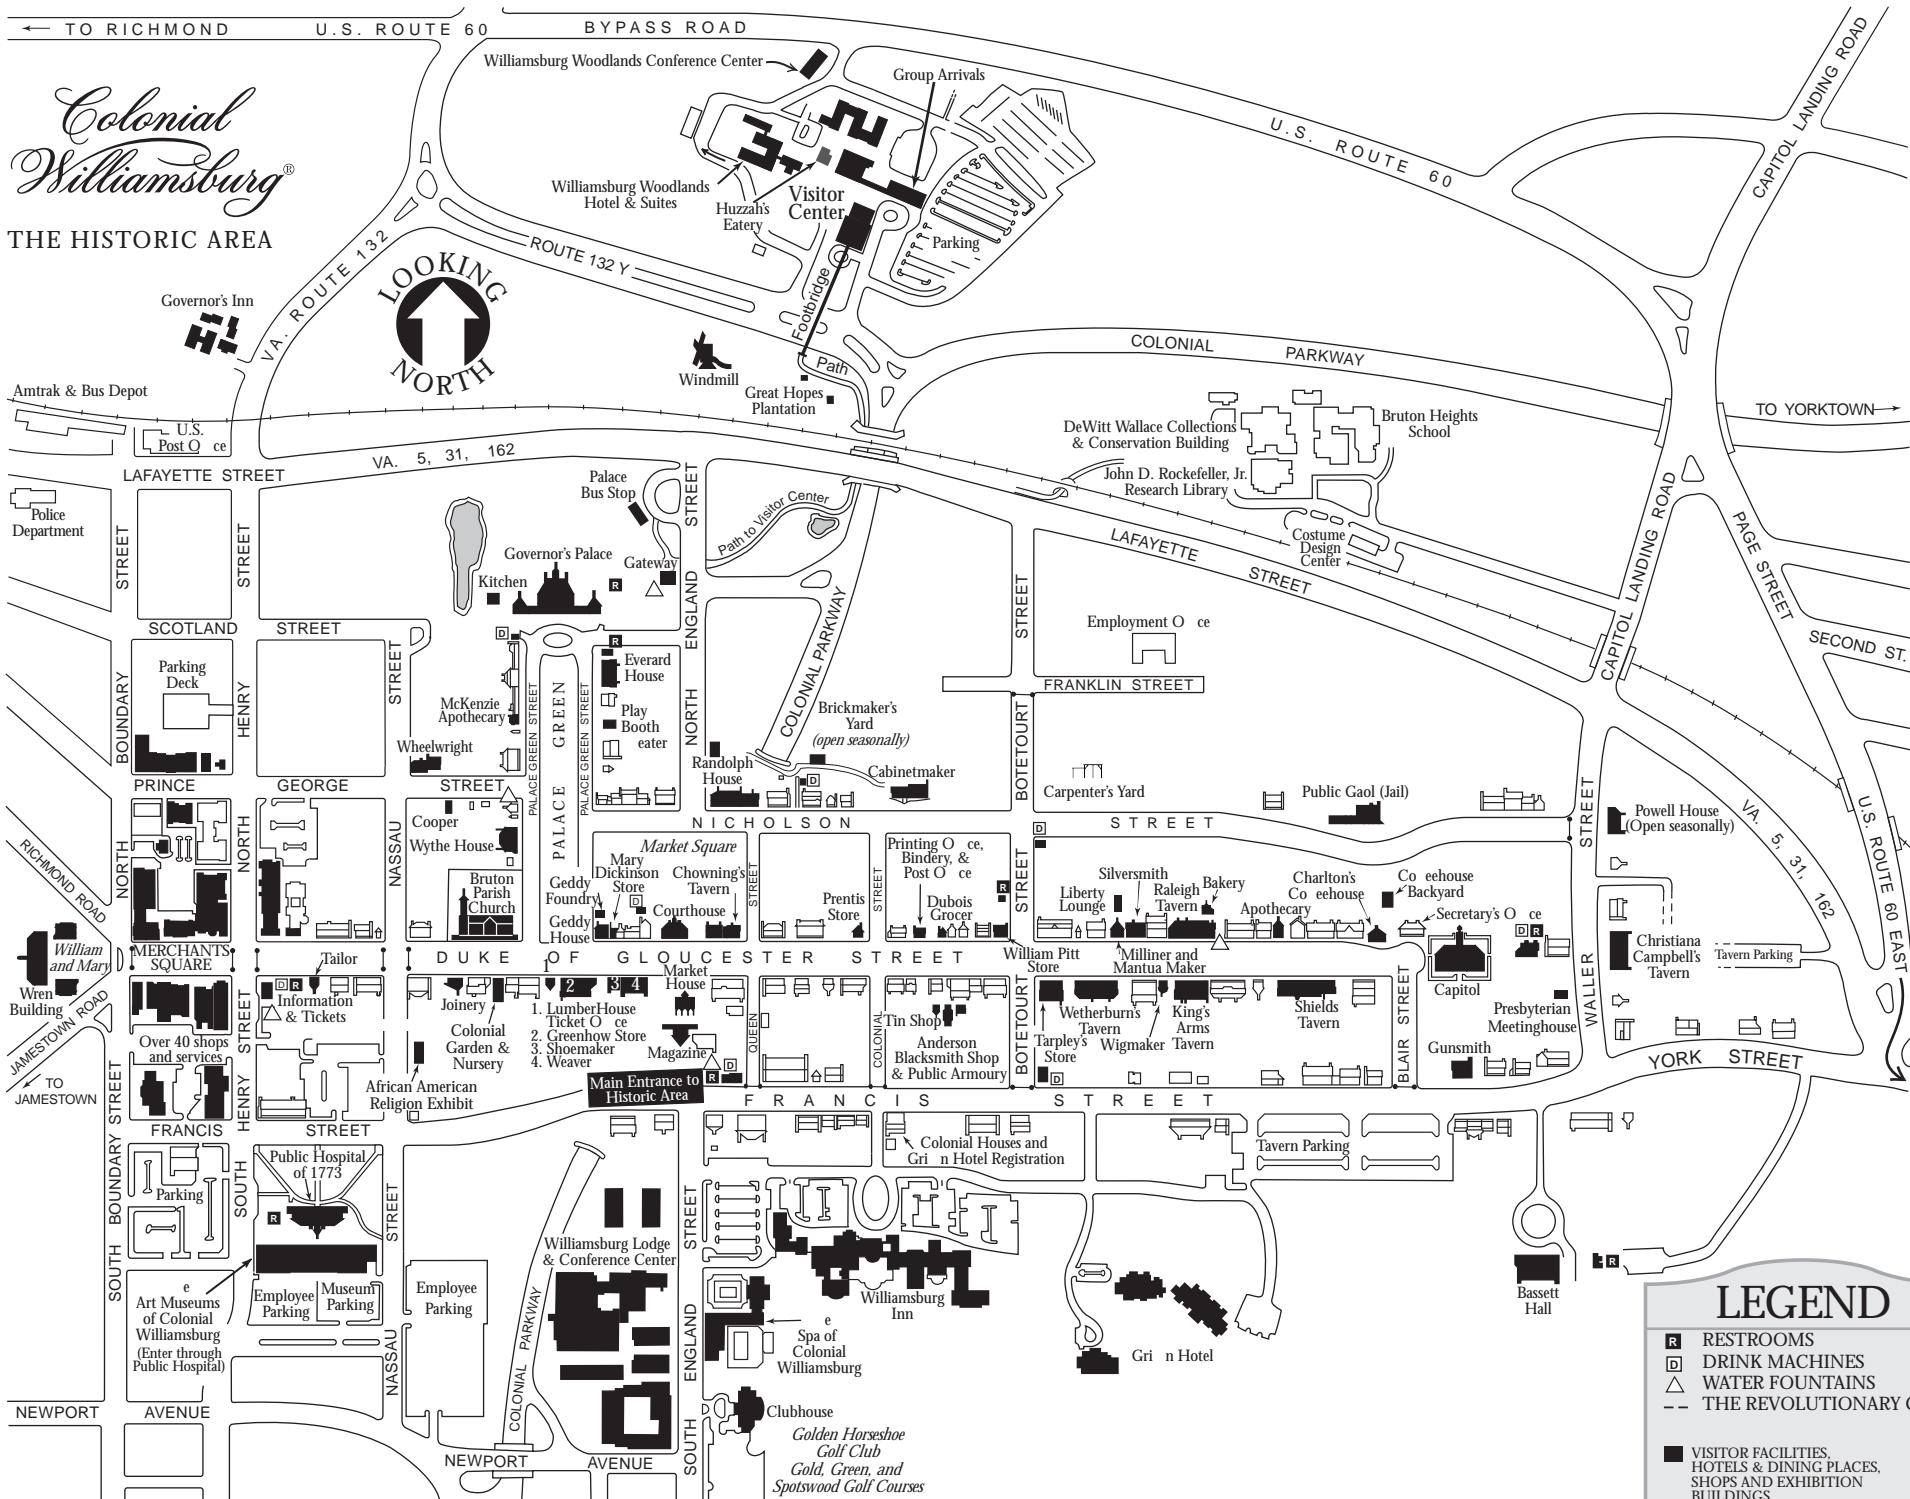 ← TO RICHMOND U.S. ROUTE 60 BYPASS ROAD
U.S. ROUTE 60
CAPITOL LANDING ROAD
Colonial
Williamsburg®
THE HISTORIC AREA
Williamsburg Woodlands Conference Center
Group Arrivals
Williamsburg Woodlands
Hotel & Suites
Huzzah's
Eatery
Visitor
Center
Parking
Footbridge
ROUTE 132 Y
VA. ROUTE 132
LOOKING
NORTH
Governor's Inn
Windmill
Path
Great Hopes
Plantation
COLONIAL PARKWAY
TO YORKTOWN
Amtrak & Bus Depot
U.S.
Post O ce
LAFAYETTE STREET
VA. 5, 31, 162
DeWitt Wallace Collections
& Conservation Building
Bruton Heights
School
John D. Rockefeller, Jr.
Research Library
Costume
Design
Center
LAFAYETTE STREET
CAPITOL LANDING ROAD
CAPITOL LANDING ROAD
PAGE STREET
SECOND ST.
Police
Department
STREET
STREET
Palace
Bus Stop
STREET
Path to Visitor Center
Governor's Palace
Gateway
Kitchen
R
ENGLAND
STREET
SCOTLAND STREET
Employment O ce
FRANKLIN STREET
Parking
Deck
BOUNDARY
HENRY
STREET
D
R
Everard
House
McKenzie
Apothecary
PALACE GREEN STREET
PALACE GREEN
PALACE GREEN STREET
Play
Booth
eater
NORTH
COLONIAL PARKWAY
Brickmaker's
Yard
(open seasonally)
BOTETOURT
Wheelwright
Randolph
House
D
Cabinetmaker
Carpenter's Yard
Public Gaol (Jail)
PRINCE GEORGE STREET
STREET
Powell House
(Open seasonally)
VA. 5, 31, 162
U.S. ROUTE 60 EAST
Cooper
Wythe House
NICHOLSON STREET
D
RICHMOND ROAD
NORTH
NORTH
NASSAU
Market Square
Mary
Dickinson
Store
Chowning's
Tavern
Geddy
Foundry
D
Geddy
House
Courthouse
STREET
Prentis
Store
STREET
Printing O ce,
Bindery, &
Post O ce
R
Dubois
Grocer
STREET
Bruton
Parish
Church
Liberty
Lounge
Silversmith
Raleigh
Tavern
Bakery
Apothecary
Charlton's
Co eehouse
Co eehouse
Backyard
Secretary's O ce
D R
William
and Mary
Wren
Building
MERCHANTS
SQUARE
DUKE OF GLOUCESTER STREET
William Pitt
Store
Milliner and
Mantua Maker
Capitol
Christiana
Campbell's
Tavern
Tavern Parking
Tailor
D R
Information
& Tickets
Joinery
Colonial
Garden &
Nursery
1
2
3
4
1. LumberHouse
Ticket O ce
2. Greenhow Store
3. Shoemaker
4. Weaver
Market
House
Magazine
D
R
QUEEN
COLONIAL
Tin Shop
Anderson
Blacksmith Shop
& Public Armoury
BOTETOURT
Tarpley's
Store
D
Wetherburn's
Tavern
Wigmaker
King's
Arms
Tavern
Shields
Tavern
BLAIR STREET
Presbyterian
Meetinghouse
WALLER
Gunsmith
YORK STREET
JAMESTOWN ROAD
TO
JAMESTOWN
Over 40 shops
and services
STREET
HENRY
African American
Religion Exhibit
Main Entrance to
Historic Area
FRANCIS STREET
FRANCIS STREET
SOUTH BOUNDARY STREET
SOUTH BOUNDARY STREET
Parking
SOUTH
Public Hospital
of 1773
R
STREET
NASSAU
Colonial Houses and
Gri n Hotel Registration
Tavern Parking
Williamsburg Lodge
& Conference Center
STREET
ENGLAND
SOUTH
Williamsburg
Inn
Bassett
Hall
R
e
Art Museums
of Colonial
Williamsburg
(Enter through
Public Hospital)
Employee
Parking
Museum
Parking
Employee
Parking
COLONIAL PARKWAY
COLONIAL PARKWAY
e
Spa of
Colonial
Williamsburg
Gri n Hotel
Clubhouse
Golden Horseshoe
Golf Club
Gold, Green, and
Spotswood Golf Courses
NEWPORT AVENUE
NEWPORT AVENUE
LEGEND
R RESTROOMS
D DRINK MACHINES
WATER FOUNTAINS
THE REVOLUTIONARY
VISITOR FACILITIES,
HOTELS & DINING PLACES,
SHOPS AND EXHIBITION
BUILDINGS